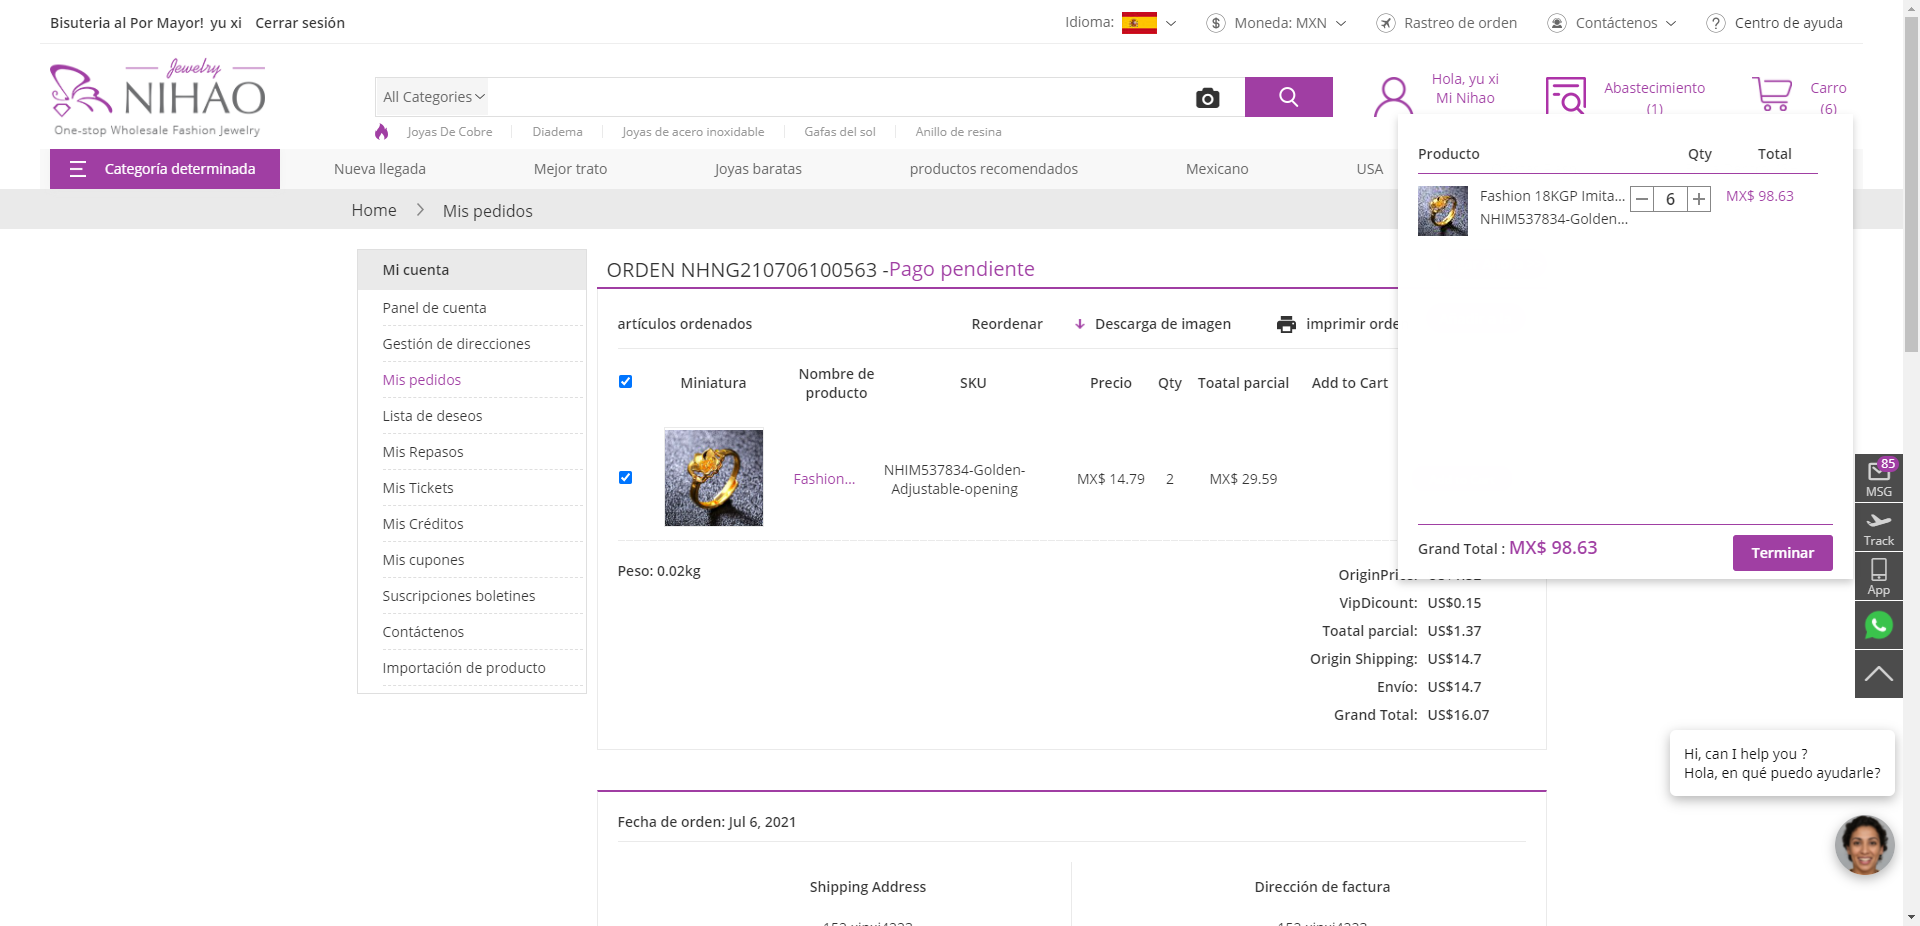 Bisuteria al Por Mayor! yu xi Cerrar sesión
Idioma: Moneda: MXN Rastreo de orden Contáctenos Centro de ayuda
Jewelry
NIHAO
One-stop Wholesale Fashion Jewelry
All Categories
Hola, yu xi
Mi Nihao
Abastecimiento
(1)
Carro
(6)
Joyas De Cobre Diadema Joyas de acero inoxidable Gafas del sol Anillo de resina
Categoría determinada Nueva llegada Mejor trato Joyas baratas productos recomendados Mexicano USA
Home Mis pedidos
Producto Qty Total
Fashion 18KGP Imita... 6 MX$ 98.63
NHIM537834-Golden...
Grand Total : MX$ 98.63 Terminar
Mi cuenta
Panel de cuenta
Gestión de direcciones
Mis pedidos
Lista de deseos
Mis Repasos
Mis Tickets
Mis Créditos
Mis cupones
Suscripciones boletines
Contáctenos
Importación de producto
ORDEN NHNG210706100563 -Pago pendiente
artículos ordenados Reordenar Descarga de imagen imprimir orde
Miniatura Nombre de producto SKU Precio Qty Toatal parcial Add to Cart
Fashion... NHIM537834-Golden-Adjustable-opening MX$ 14.79 2 MX$ 29.59
Peso: 0.02kg
VipDicount: US$0.15
Toatal parcial: US$1.37
Origin Shipping: US$14.7
Envío: US$14.7
Grand Total: US$16.07
85
MSG
Track
App
Hi, can I help you ?
Hola, en qué puedo ayudarle?
Fecha de orden: Jul 6, 2021
Shipping Address Dirección de factura